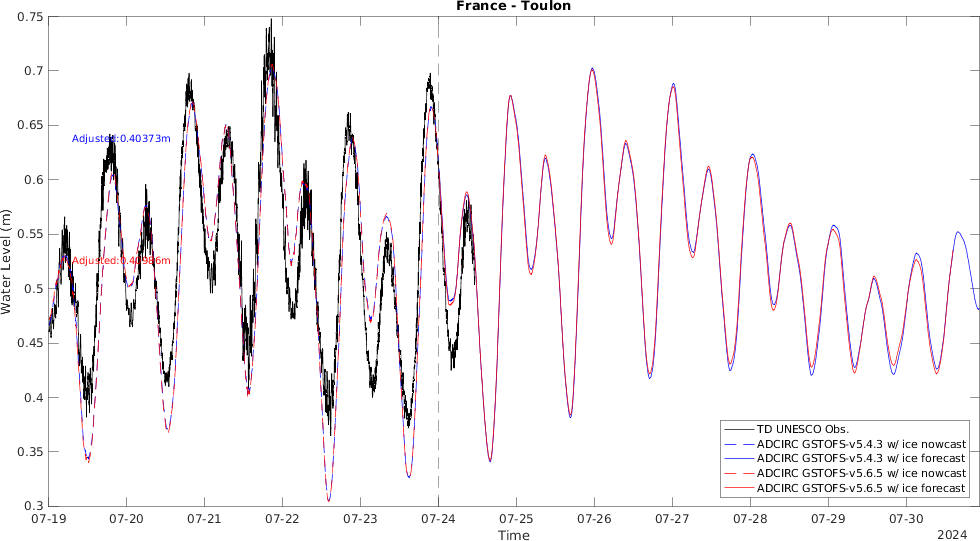 France - Toulon
0.75
0.7
0.65
0.6
0.55
0.5
0.45
0.4
0.35
0.3
Water Level (m)
Adjusted:0.40373m
TD UNESCO Obs.
ADCIRC GSTOFS-v5.4.3 w/ ice nowcast
ADCIRC GSTOFS-v5.4.3 w/ ice forecast
ADCIRC GSTOFS-v5.6.5 w/ ice nowcast
ADCIRC GSTOFS-v5.6.5 w/ ice forecast
07-19 07-20 07-21 07-22 07-23 07-24 07-25 07-26 07-27 07-28 07-29 07-30
Time
2024